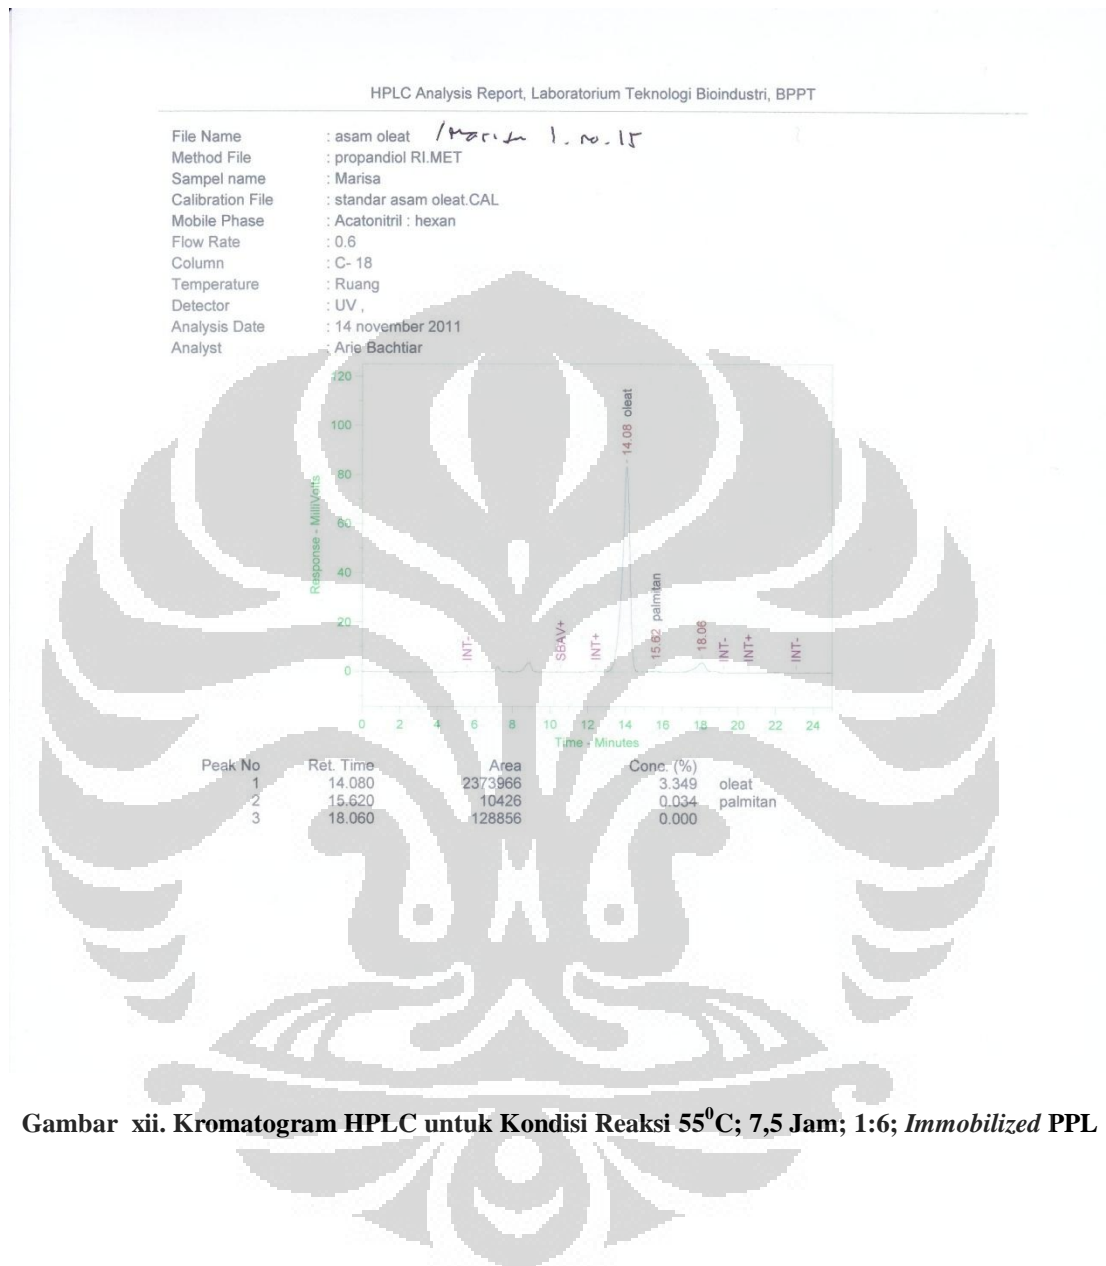 HPLC Analysis Report, Laboratorium Teknologi Bioindustri, BPPT
File Name : asam oleat 1. no. 15
Method File : propandiol RI.MET
Sampel name : Marisa
Calibration File : standar asam oleat.CAL
Mobile Phase : Acatonitril : hexan
Flow Rate : 0.6
Column : C- 18
Temperature : Ruang
Detector : UV ,
Analysis Date : 14 november 2011
Analyst : Arie Bachtiar
120
100
80
60
40
20
0
Response - MilliVolts
INT-
SBAV+
INT+
14.08 oleat
15.62 palmitan
18.06
INT-
INT+
INT-
0 2 4 6 8 10 12 14 16 18 20 22 24
Time - Minutes
Peak No Ret. Time Area Conc. (%)
1 14.080 2373966 3.349 oleat
2 15.620 10426 0.034 palmitan
3 18.060 128856 0.000
Gambar xii. Kromatogram HPLC untuk Kondisi Reaksi 55⁰C; 7,5 Jam; 1:6; Immobilized PPL